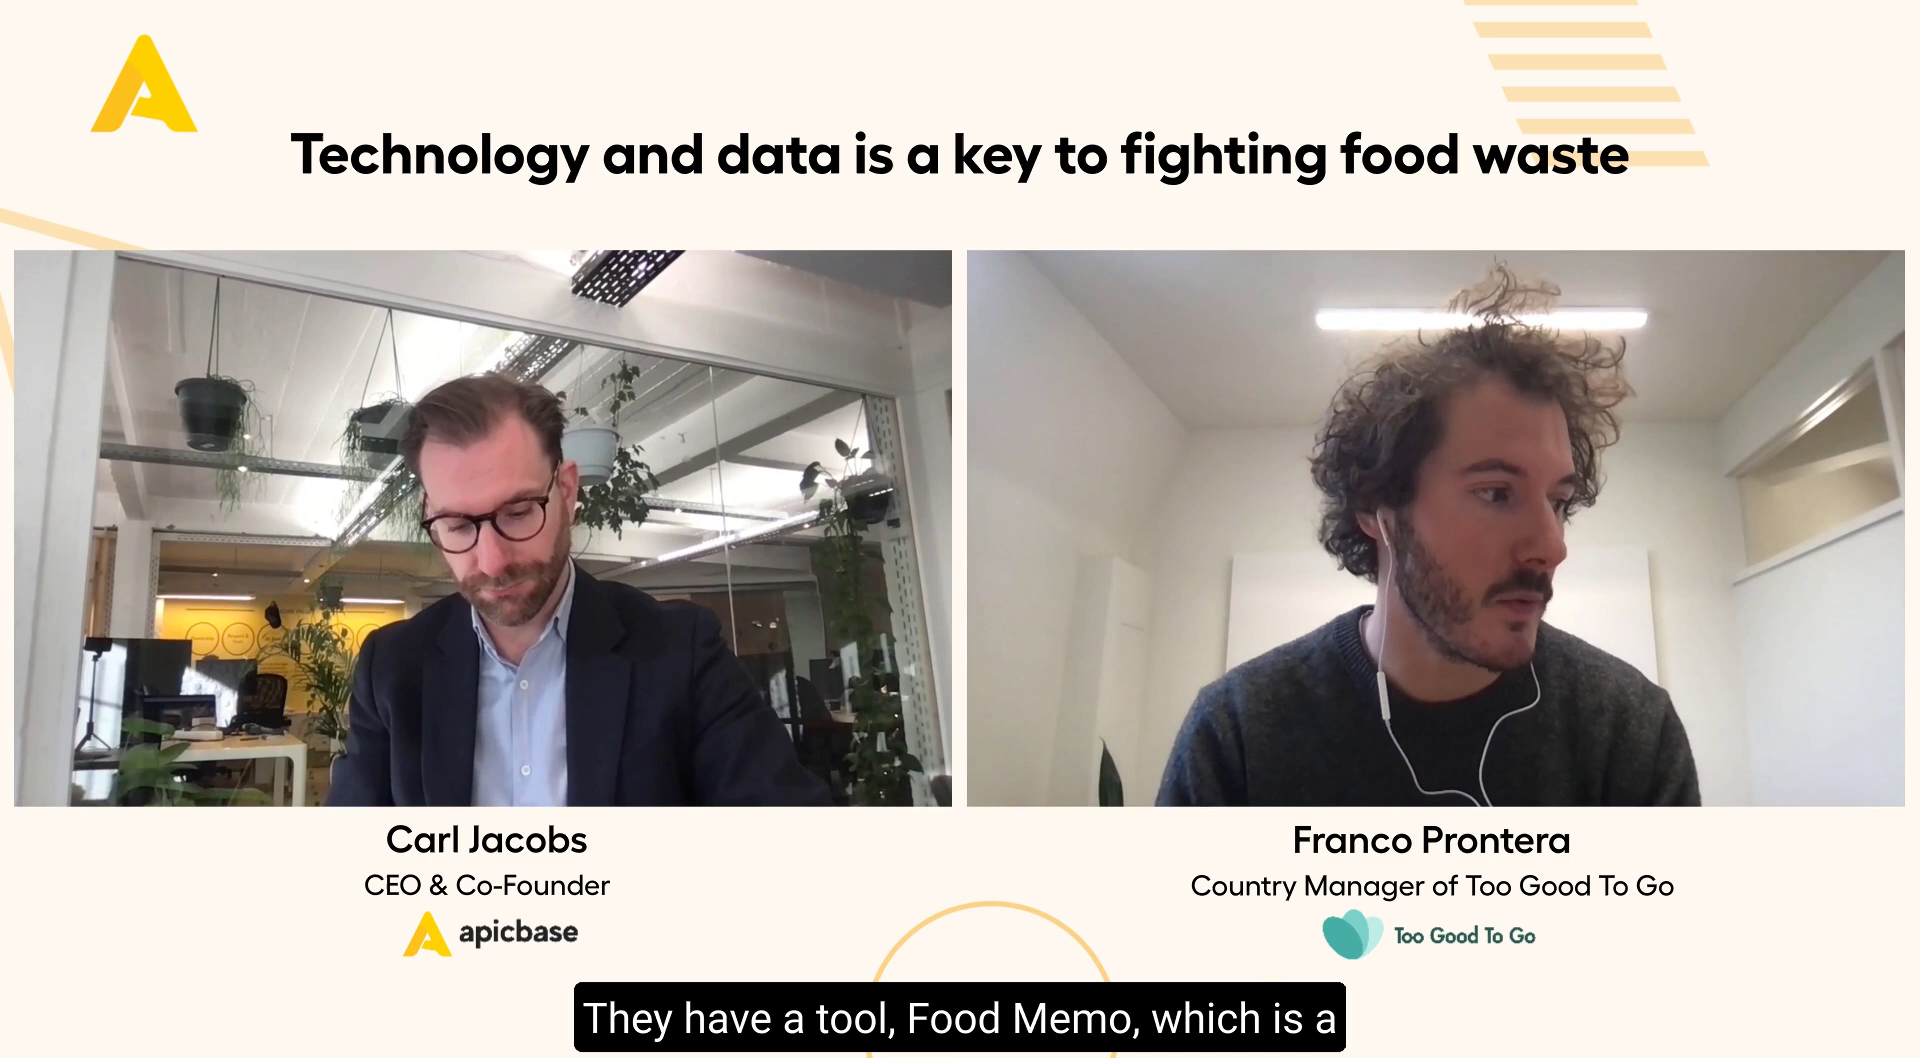 Technology and data is a key to fighting food waste
Carl Jacobs
CEO & Co-Founder
apicbase
Franco Prontera
Country Manager of Too Good To Go
Too Good To Go
They have a tool, Food Memo, which is a